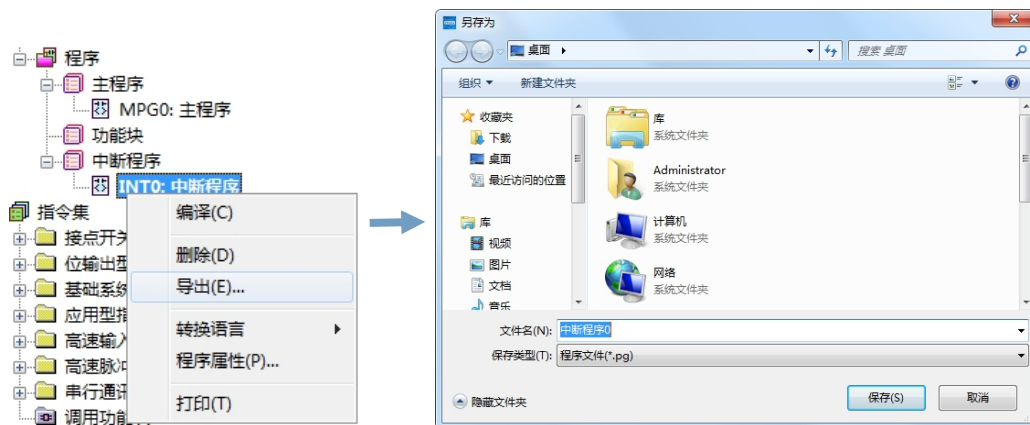 程序
主程序
MPG0: 主程序
功能块
中断程序
INT0: 中断程序
指令集
接点开关
位输出型
基础系统
应用型指
高速输入
高速脉冲
串行通讯
调用功能
编译(C)
删除(D)
导出(E)...
转换语言
程序属性(P)...
打印(T)
另存为
桌面
搜索 桌面
组织
新建文件夹
收藏夹
下载
桌面
最近访问的位置
库
视频
图片
文档
音乐
库
系统文件夹
Administrator
系统文件夹
计算机
系统文件夹
网络
系统文件夹
文件名(N): 中断程序0
保存类型(T): 程序文件(*.pg)
隐藏文件夹
保存(S)
取消